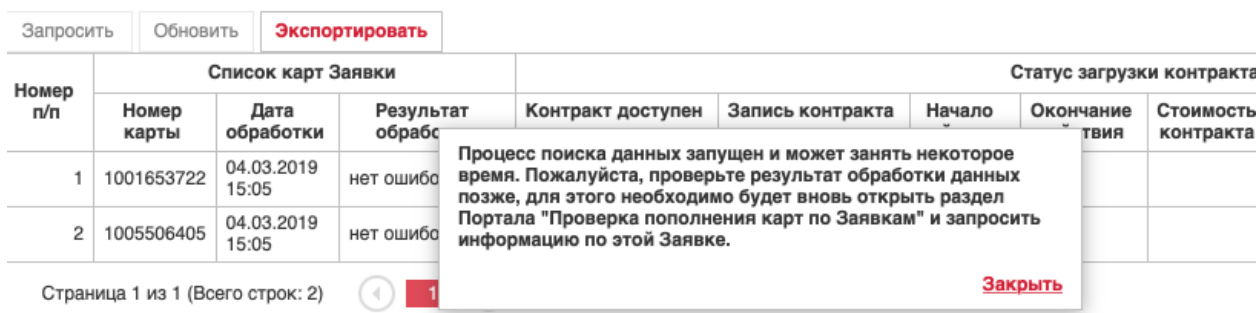 Запросить Обновить Экспортировать
Номер п/п Список карт Заявки Статус загрузки контракта
Номер карты Дата обработки Результат Контракт доступен Запись контракта Начало Окончание Стоимость контракта
1 1001653722 04.03.2019 15:05 нет
2 1005506405 04.03.2019 15:05 нет
Процесс поиска данных запущен и может занять некоторое
время. Пожалуйста, проверьте результат обработки данных
позже, для этого необходимо будет вновь открыть раздел
Портала "Проверка пополнения карт по Заявкам" и запросить
информацию по этой Заявке.
Закрыть
Страница 1 из 1 (Всего строк: 2) 1